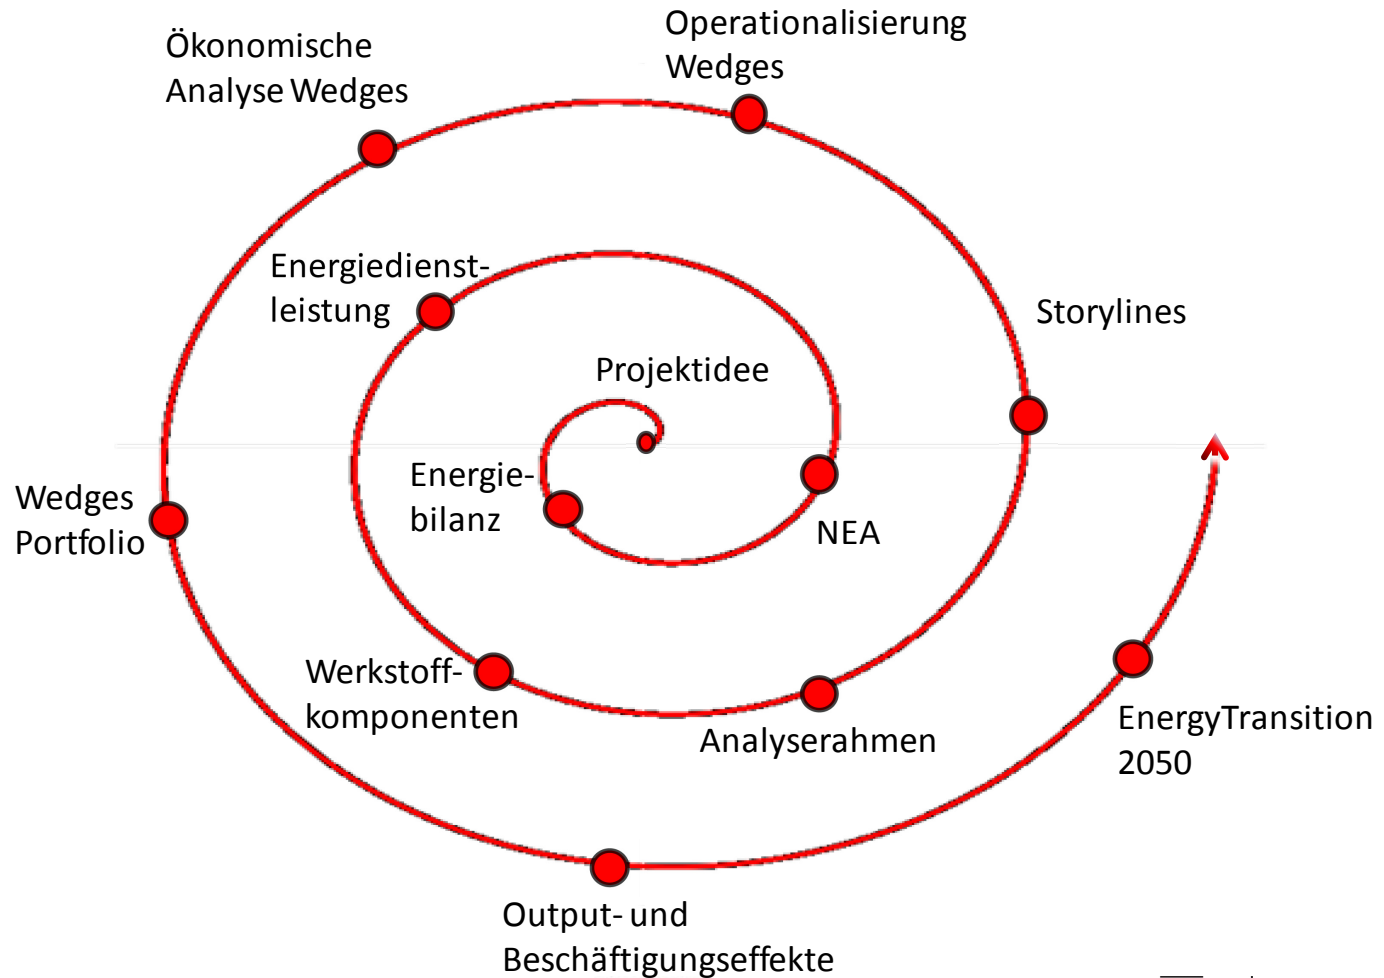 Ökonomische
Analyse Wedges
Operationalisierung
Wedges
Energiedienst-
leistung
Storylines
Projektidee
Energie-
bilanz
Wedges
Portfolio
NEA
Werkstoff-
komponenten
Analyserahmen
EnergyTransition
2050
Output- und
Beschäftigungseffekte